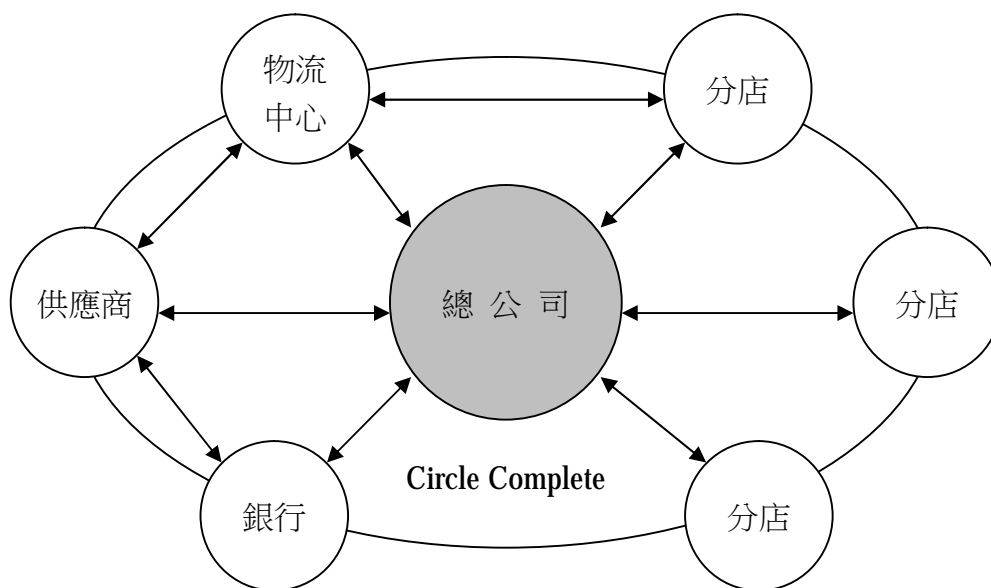 物流
中心
分店
供應商
總 公 司
分店
Circle Complete
銀行
分店